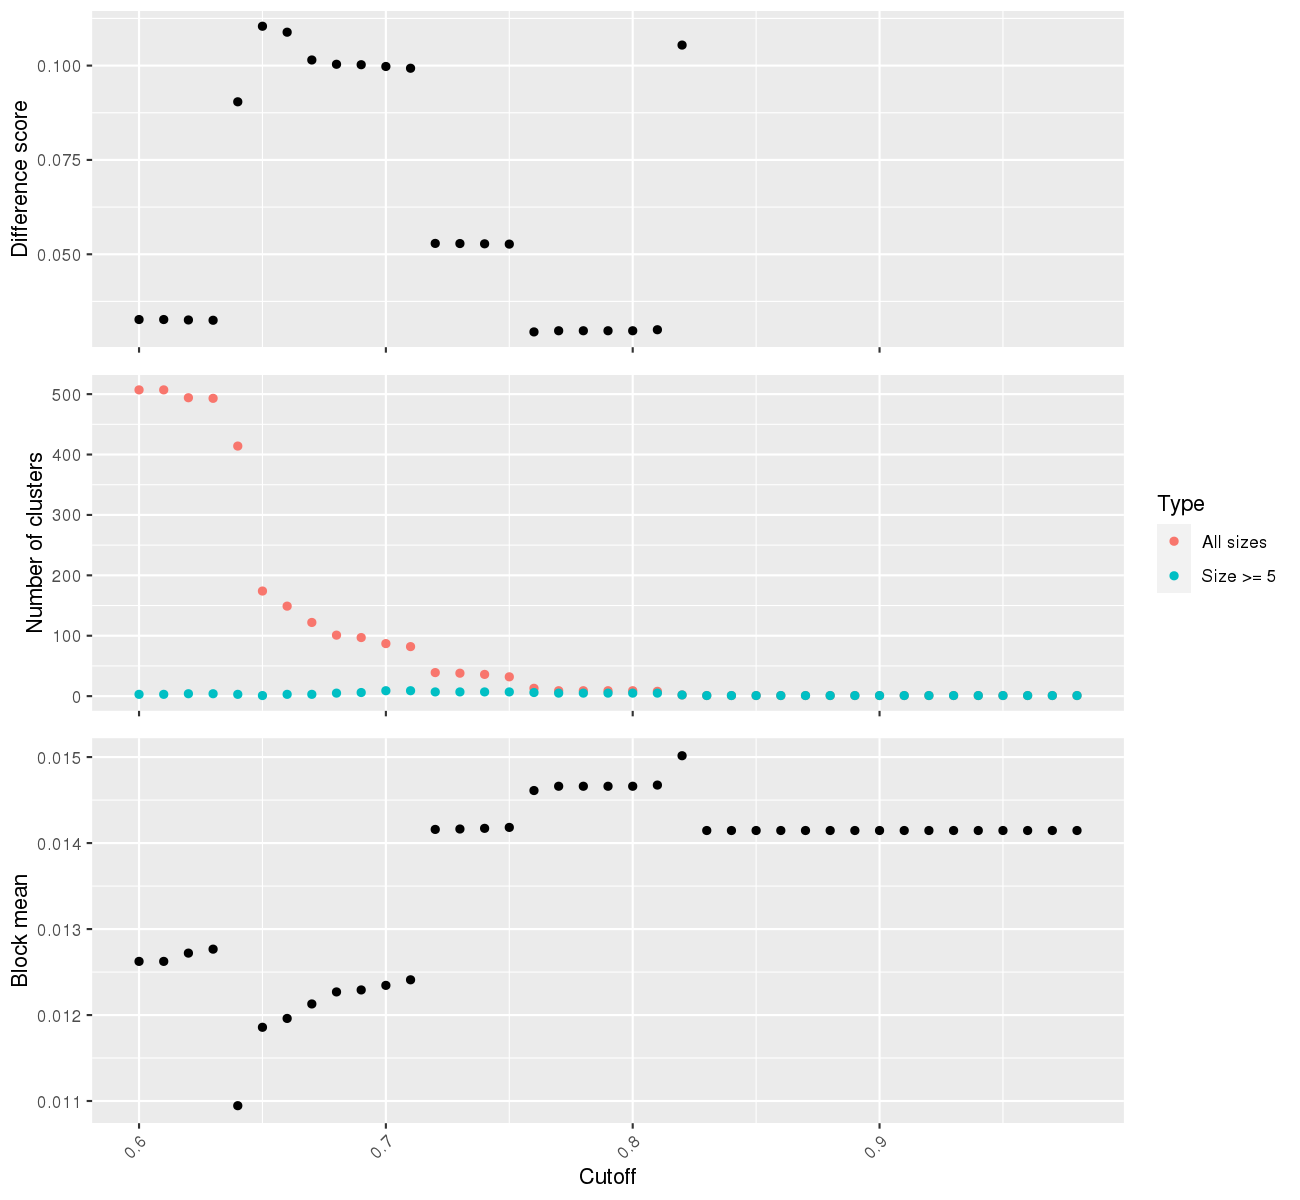 Difference score
0.100
0.075
0.050
Number of clusters
500
400
300
200
100
0
Type
All sizes
Size >= 5
Block mean
0.015
0.014
0.013
0.012
0.011
0.6
0.7
0.8
0.9
Cutoff